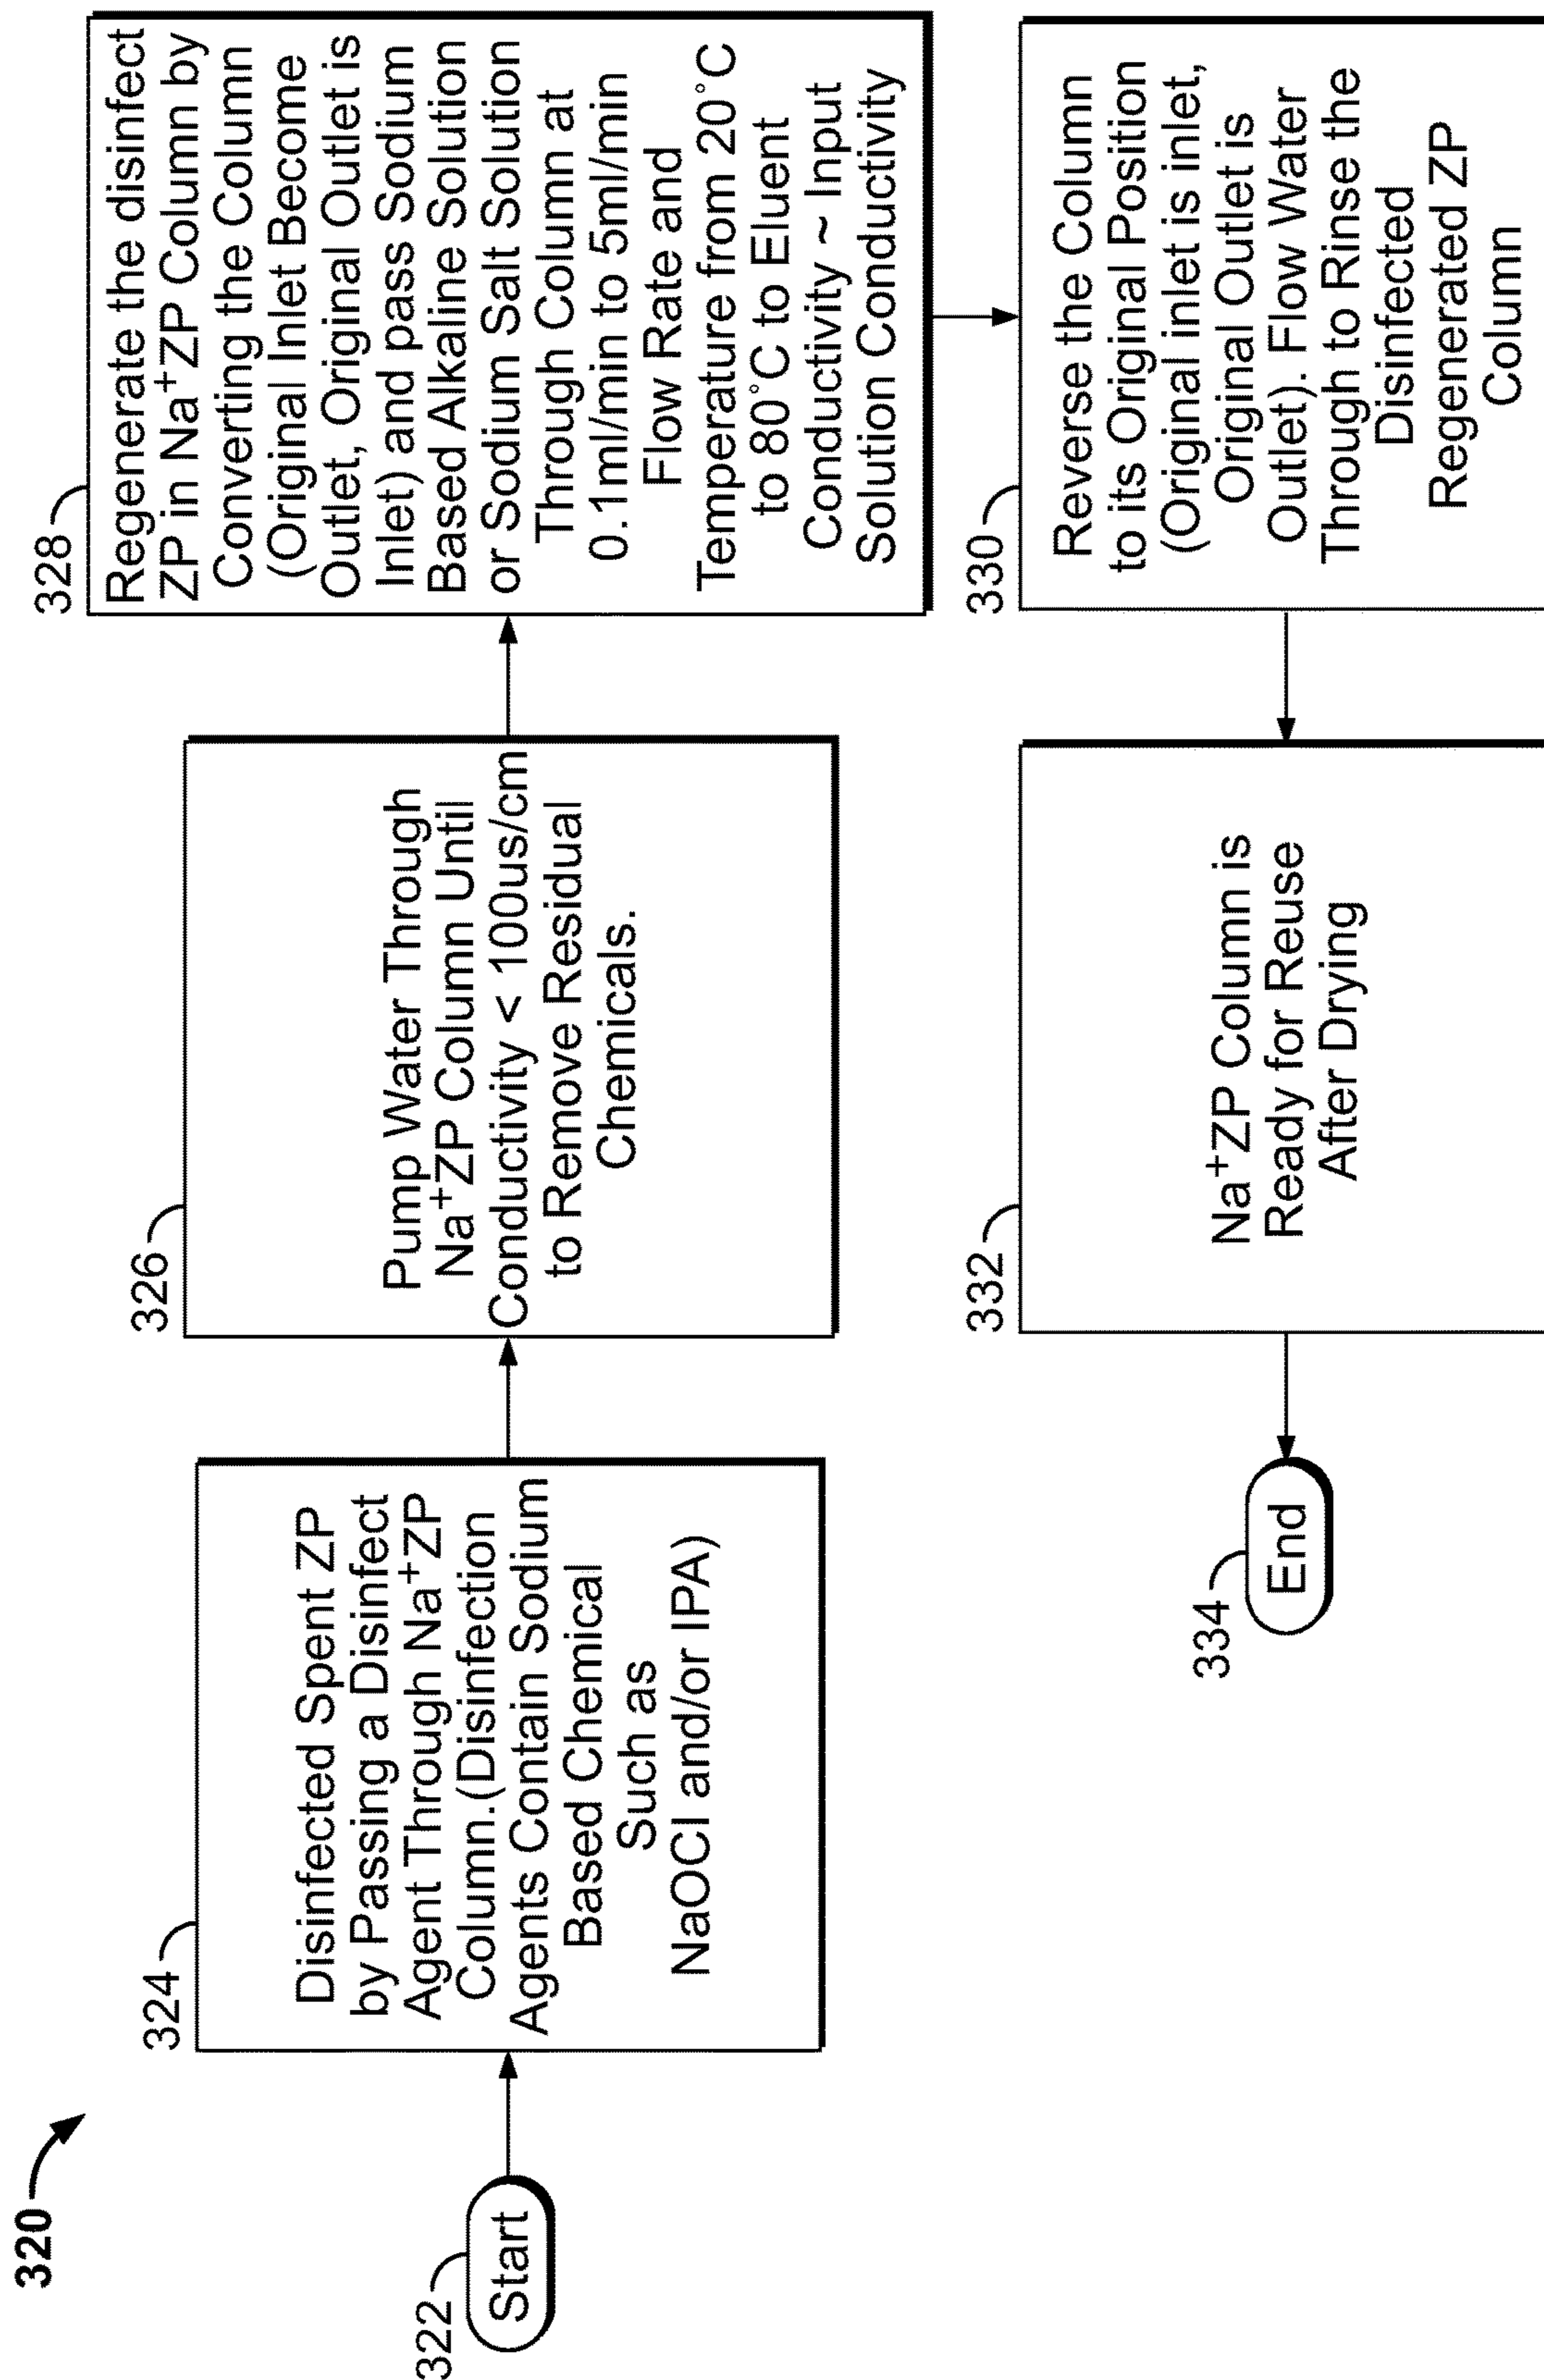 320
322
Start
324
Disinfected Spent ZP
by Passing a Disinfect
Agent Through Na⁺ZP
Column.(Disinfection
Agents Contain Sodium
Based Chemical
Such as
NaOCl and/or IPA)
326
Pump Water Through
Na⁺ZP Column Until
Conductivity < 100us/cm
to Remove Residual
Chemicals.
328
Regenerate the disinfect
ZP in Na⁺ZP Column by
Converting the Column
(Original Inlet Become
Outlet, Original Outlet is
Inlet) and pass Sodium
Based Alkaline Solution
or Sodium Salt Solution
Through Column at
0.1ml/min to 5ml/min
Flow Rate and
Temperature from 20°C
to 80°C to Eluent
Conductivity ~ Input
Solution Conductivity
330
Reverse the Column
to its Original Position
(Original inlet is inlet,
Original Outlet is
Outlet). Flow Water
Through to Rinse the
Disinfected
Regenerated ZP
Column
332
Na⁺ZP Column is
Ready for Reuse
After Drying
334
End